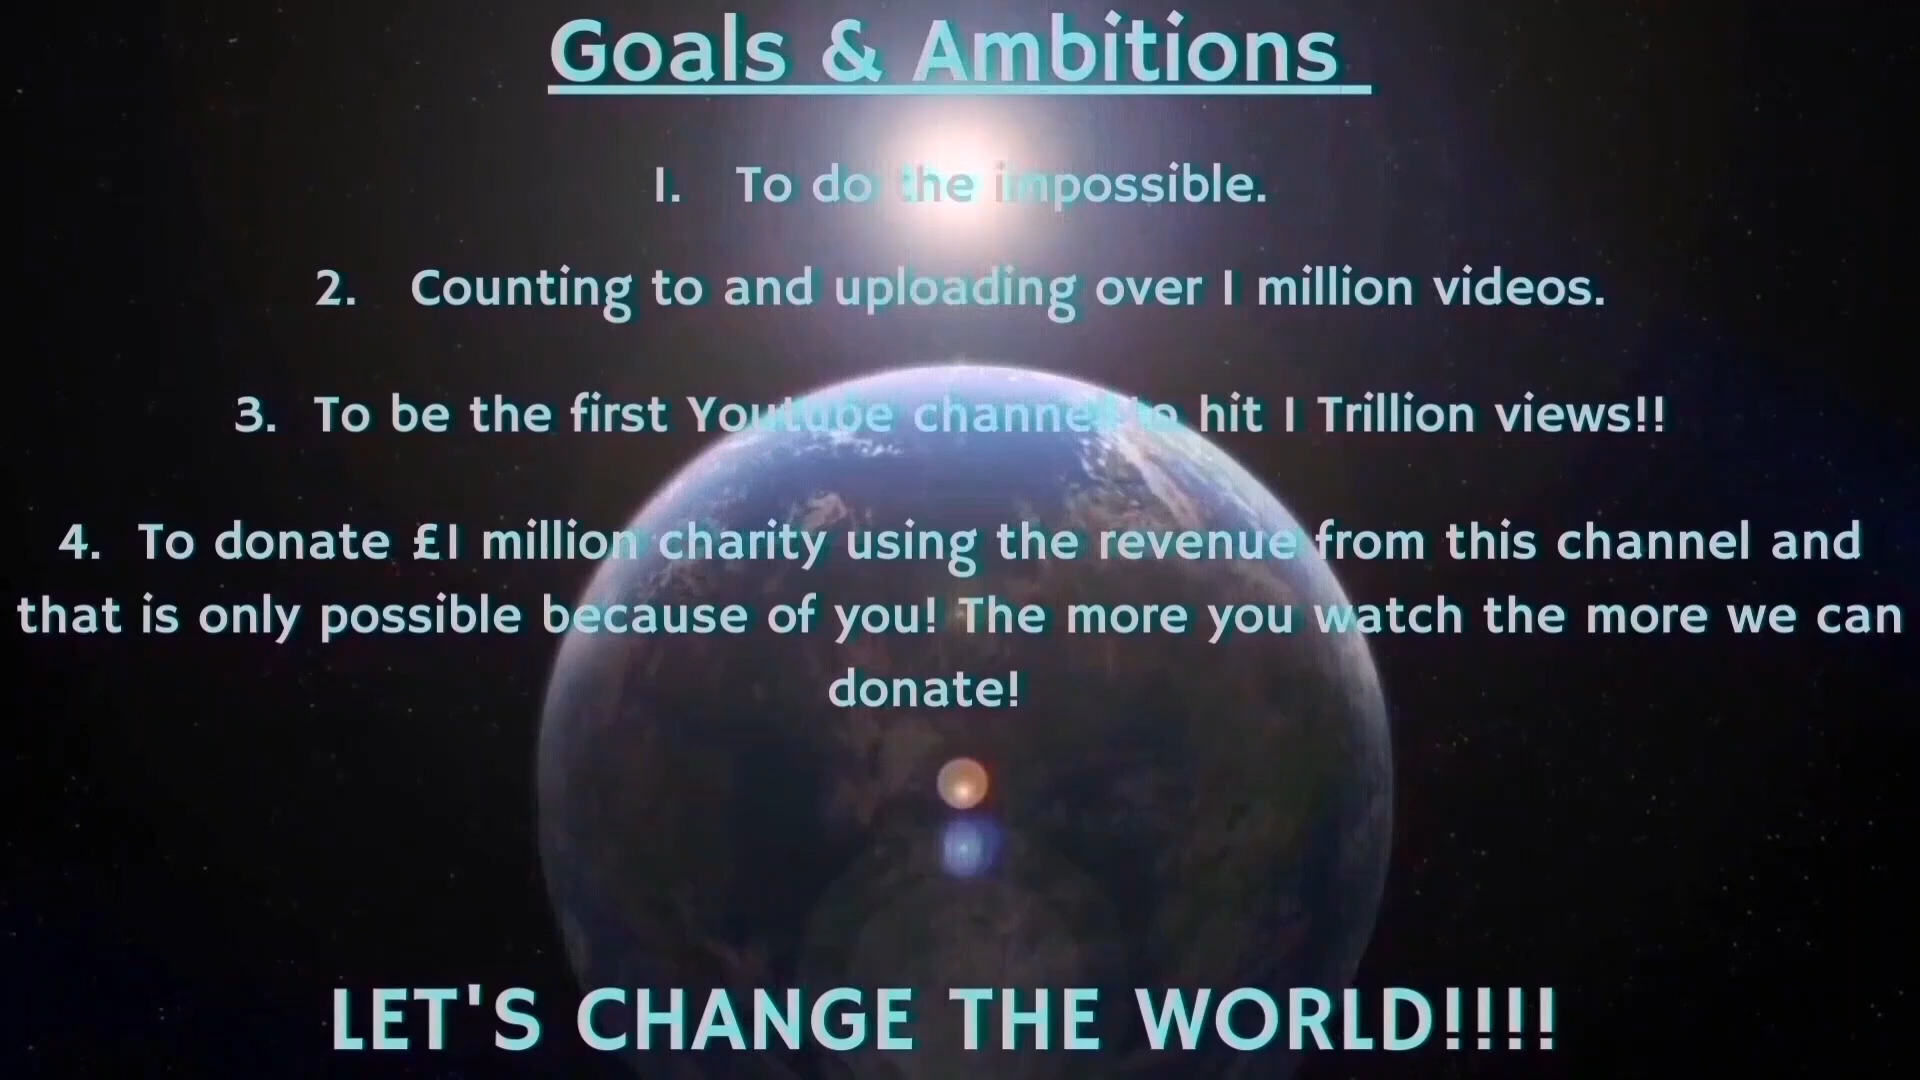 Goals & Ambitions
1. To do the impossible.
2. Counting to and uploading over 1 million videos.
3. To be the first Youtube channel to hit 1 Trillion views!!
4. To donate £1 million charity using the revenue from this channel and
that is only possible because of you! The more you watch the more we can
donate!
LET'S CHANGE THE WORLD!!!!